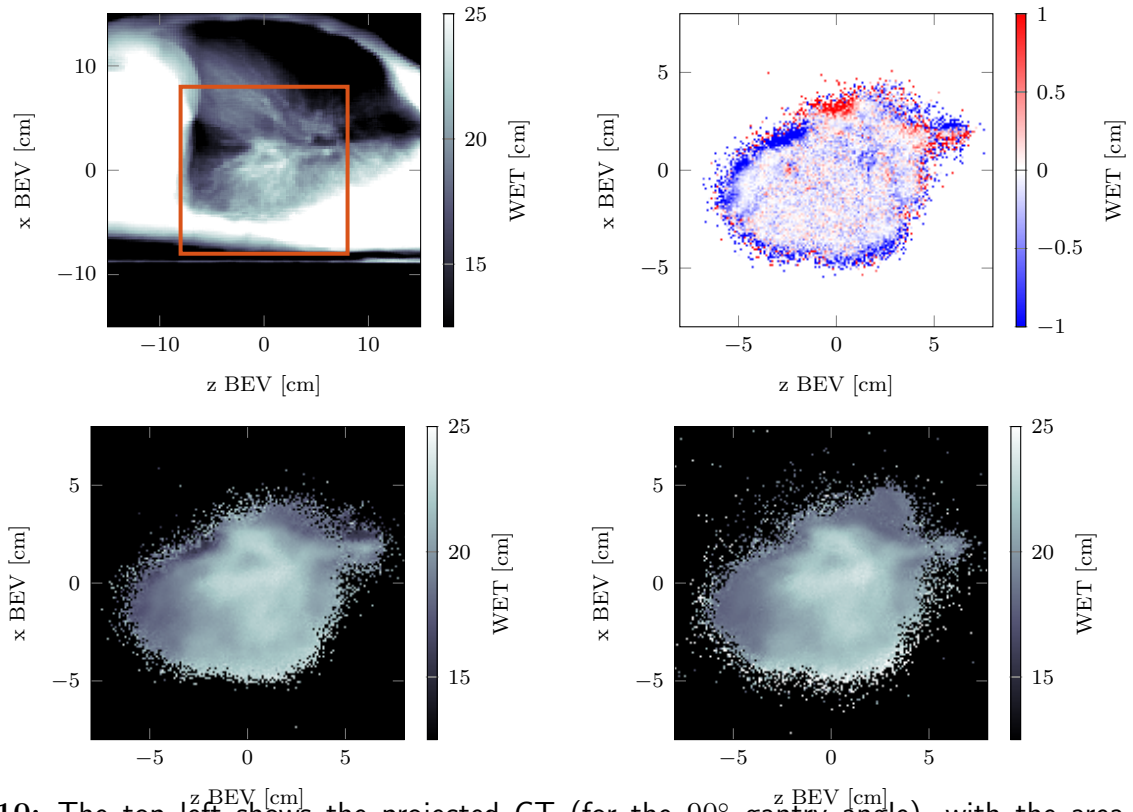 10
0
−10
x BEV [cm]
−10
0
10
z BEV [cm]
25
20
15
WET [cm]
5
0
−5
x BEV [cm]
−5
0
5
z BEV [cm]
1
0.5
0
−0.5
−1
WET [cm]
5
0
−5
x BEV [cm]
−5
0
5
z BEV [cm]
25
20
15
WET [cm]
5
0
−5
x BEV [cm]
−5
0
5
z BEV [cm]
25
20
15
WET [cm]
10: The top left shows the projected CT (for the 90° gantry angle), with the area